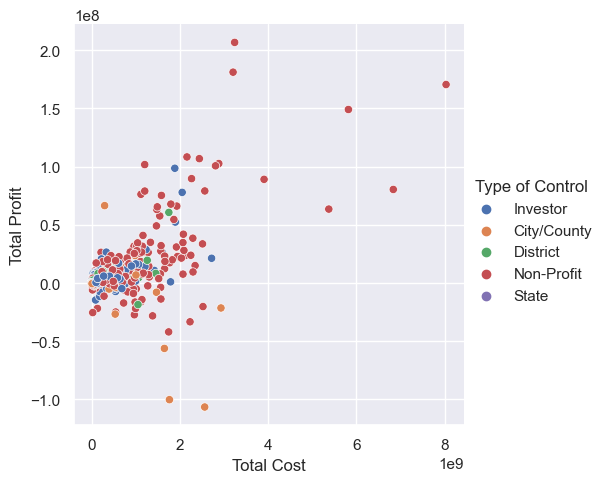 1e8
2.0
1.5
1.0
0.5
0.0
−0.5
−1.0
Total Profit
0
2
4
6
8
1e9
Total Cost
Type of Control
Investor
City/County
District
Non-Profit
State